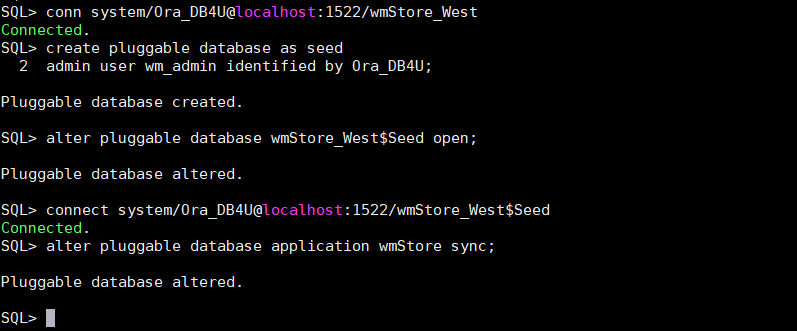 SQL> conn system/Ora_DB4U@localhost:1522/wmStore_West
Connected.
SQL> create pluggable database as seed
  2  admin user wm_admin identified by Ora_DB4U;
Pluggable database created.
SQL> alter pluggable database wmStore_West$Seed open;
Pluggable database altered.
SQL> connect system/Ora_DB4U@localhost:1522/wmStore_West$Seed
Connected.
SQL> alter pluggable database application wmStore sync;
Pluggable database altered.
SQL>